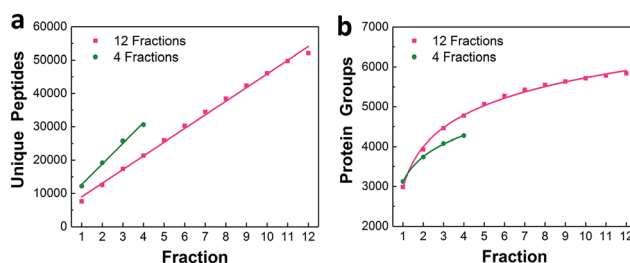 a
60000
50000
40000
30000
20000
10000
0
Unique Peptides
12 Fractions
4 Fractions
1 2 3 4 5 6 7 8 9 10 11 12
Fraction
b
7000
6000
5000
4000
3000
2000
Protein Groups
12 Fractions
4 Fractions
1 2 3 4 5 6 7 8 9 10 11 12
Fraction